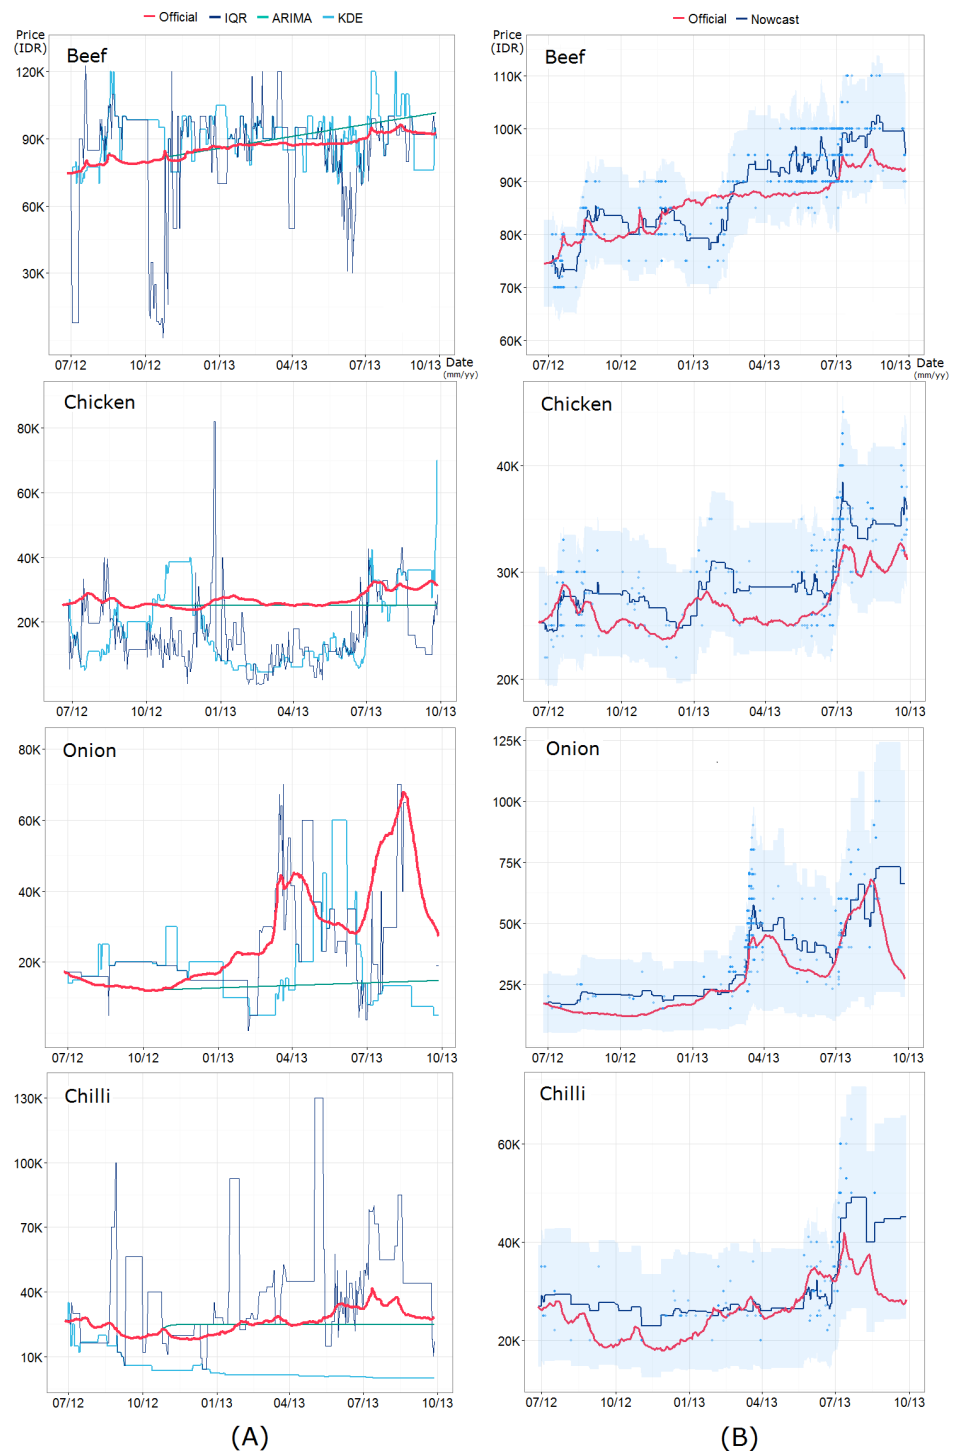 Official IQR ARIMA KDE
Price
(IDR)
Beef
120K
90K
60K
30K
07/12 10/12 01/13 04/13 07/13 10/13
Date
(mm/yy)
Chicken
80K
60K
40K
20K
07/12 10/12 01/13 04/13 07/13 10/13
Onion
80K
60K
40K
20K
07/12 10/12 01/13 04/13 07/13 10/13
Chilli
130K
100K
70K
40K
10K
07/12 10/12 01/13 04/13 07/13 10/13
(A)
Official Nowcast
Price
(IDR)
Beef
110K
100K
90K
80K
70K
60K
07/12 10/12 01/13 04/13 07/13 10/13
Date
(mm/yy)
Chicken
40K
30K
20K
07/12 10/12 01/13 04/13 07/13 10/13
Onion
125K
100K
75K
50K
25K
07/12 10/12 01/13 04/13 07/13 10/13
Chilli
60K
40K
20K
07/12 10/12 01/13 04/13 07/13 10/13
(B)